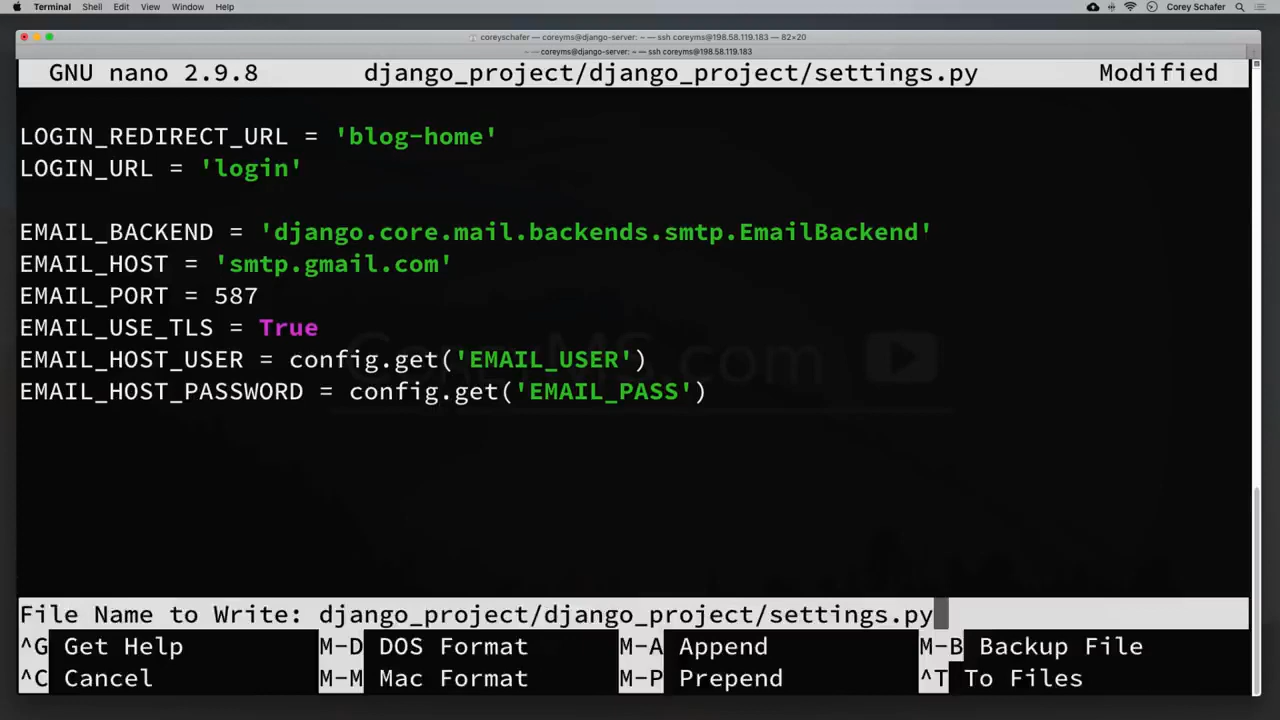 Terminal Shell Edit View Window Help Corey Schafer
coreyschafer — coreyms@django-server: ~ — ssh coreyms@198.58.119.183 — 82×20
~ — coreyms@django-server: ~ — ssh coreyms@198.58.119.183
GNU nano 2.9.8 django_project/django_project/settings.py Modified
LOGIN_REDIRECT_URL = 'blog-home'
LOGIN_URL = 'login'
EMAIL_BACKEND = 'django.core.mail.backends.smtp.EmailBackend'
EMAIL_HOST = 'smtp.gmail.com'
EMAIL_PORT = 587
EMAIL_USE_TLS = True
EMAIL_HOST_USER = config.get('EMAIL_USER')
EMAIL_HOST_PASSWORD = config.get('EMAIL_PASS')
CoreyMS.com
File Name to Write: django_project/django_project/settings.py
^G Get Help M-D DOS Format M-A Append M-B Backup File
^C Cancel M-M Mac Format M-P Prepend ^T To Files